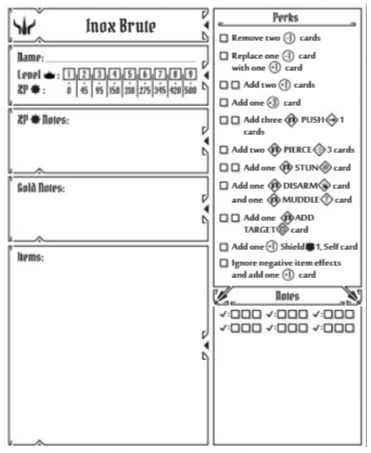 Inox Brute
Name:
Level : 1 2 3 4 5 6 7 8 9
XP : 0 45 95 150 210 275 345 420 500
XP Notes:
Gold Notes:
Items:
Perks
Remove two -1 cards
Replace one -1 card
with one +1 card
Add two +1 cards
Add one +3 card
Add three PUSH 1
cards
Add two PIERCE 3 cards
Add one STUN card
Add one DISARM card
and one MUDDLE card
Add one ADD
TARGET card
Add one +1 Shield 1, Self card
Ignore negative item effects
and add one +1 card
Notes
✓: ✓: ✓:
✓: ✓: ✓: